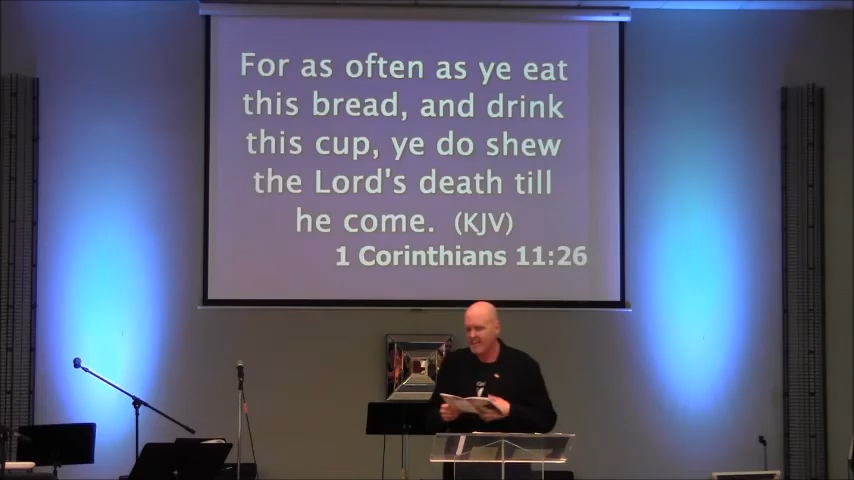 For as often as ye eat
this bread, and drink
this cup, ye do shew
the Lord's death till
he come. (KJV)
1 Corinthians 11:26